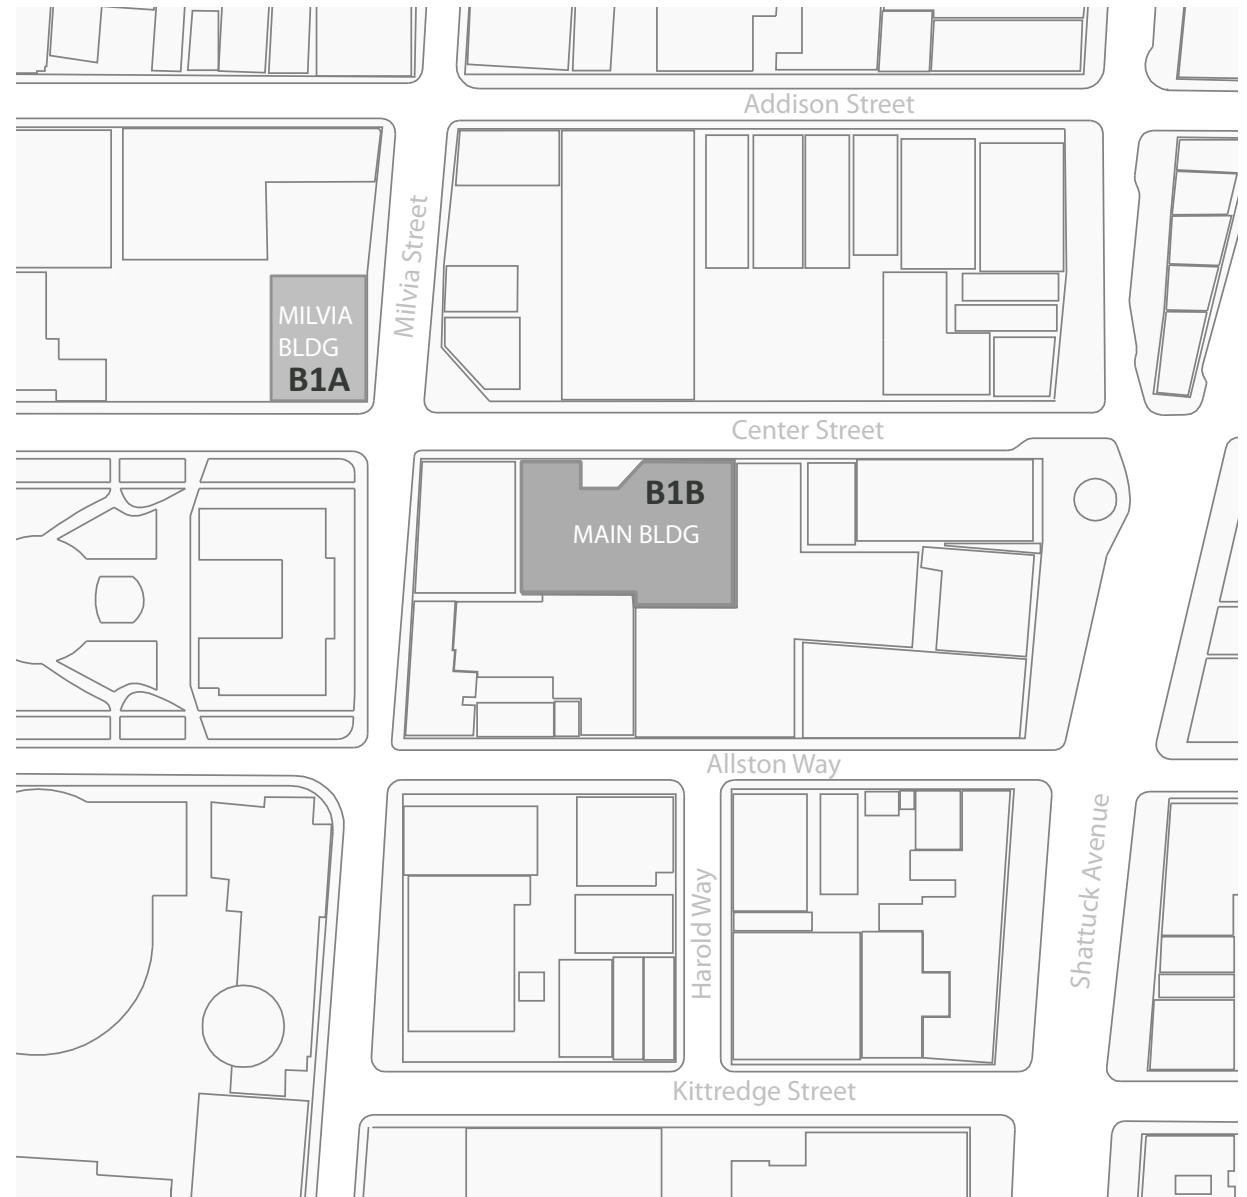 Addison Street
Milvia Street
MILVIA
BLDG
B1A
Center Street
B1B
MAIN BLDG
Allston Way
Harold Way
Shattuck Avenue
Kittredge Street